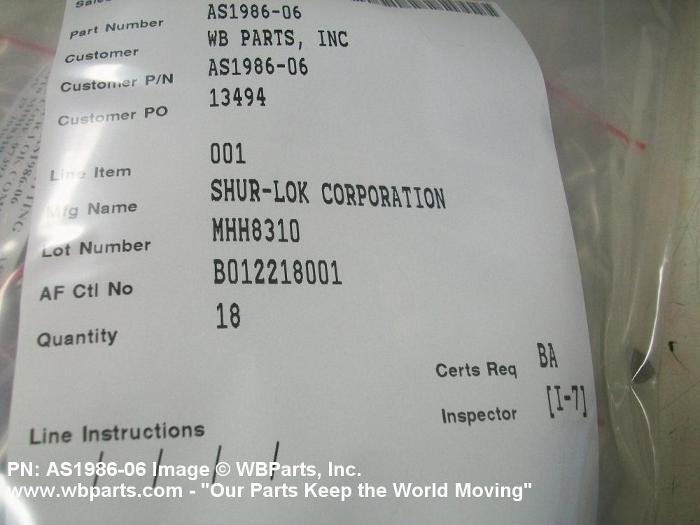 Sales
Part Number AS1986-06
Customer WB PARTS, INC
Customer P/N AS1986-06
Customer PO 13494
Line Item 001
Mfg Name SHUR-LOK CORPORATION
Lot Number MHH8310
AF Ctl No B012218001
Quantity 18
Certs Req BA
Inspector [I-7]
Line Instructions
/ / / /
PN: AS1986-06 Image © WBParts, Inc.
www.wbparts.com - "Our Parts Keep the World Moving"